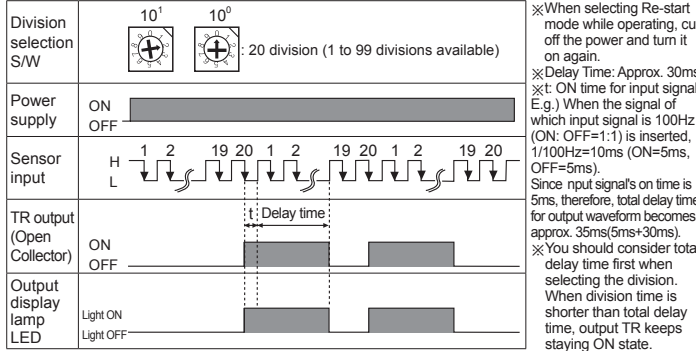 Division
selection
S/W
10¹ 10⁰
: 20 division (1 to 99 divisions available)
Power
supply
ON
OFF
Sensor
input
H
L
1 2 19 20 1 2 19 20 1 2 19 20
TR output
(Open
Collector)
t Delay time
ON
OFF
Output
display
lamp
LED
Light ON
Light OFF
※When selecting Re-start
mode while operating, cu
off the power and turn it
on again.
※Delay Time: Approx. 30ms
※t: ON time for input signal
E.g.) When the signal of
which input signal is 100Hz
(ON: OFF=1:1) is inserted,
1/100Hz=10ms (ON=5ms,
OFF=5ms).
Since nput signal's on time is
5ms, therefore, total delay time
for output waveform becomes
approx. 35ms(5ms+30ms).
※You should consider total
delay time first when
selecting the division.
When division time is
shorter than total delay
time, output TR keeps
staying ON state.